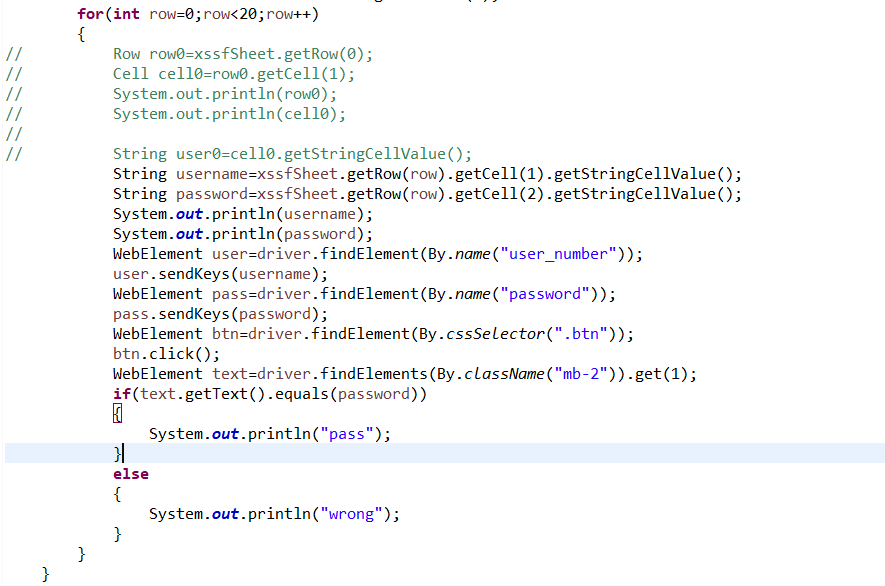 for(int row=0;row<20;row++)
{
//          Row row0=xssfSheet.getRow(0);
//          Cell cell0=row0.getCell(1);
//          System.out.println(row0);
//          System.out.println(cell0);
//
//          String user0=cell0.getStringCellValue();
String username=xssfSheet.getRow(row).getCell(1).getStringCellValue();
String password=xssfSheet.getRow(row).getCell(2).getStringCellValue();
System.out.println(username);
System.out.println(password);
WebElement user=driver.findElement(By.name("user_number"));
user.sendKeys(username);
WebElement pass=driver.findElement(By.name("password"));
pass.sendKeys(password);
WebElement btn=driver.findElement(By.cssSelector(".btn"));
btn.click();
WebElement text=driver.findElements(By.className("mb-2")).get(1);
if(text.getText().equals(password))
{
System.out.println("pass");
}
else
{
System.out.println("wrong");
}
}
}